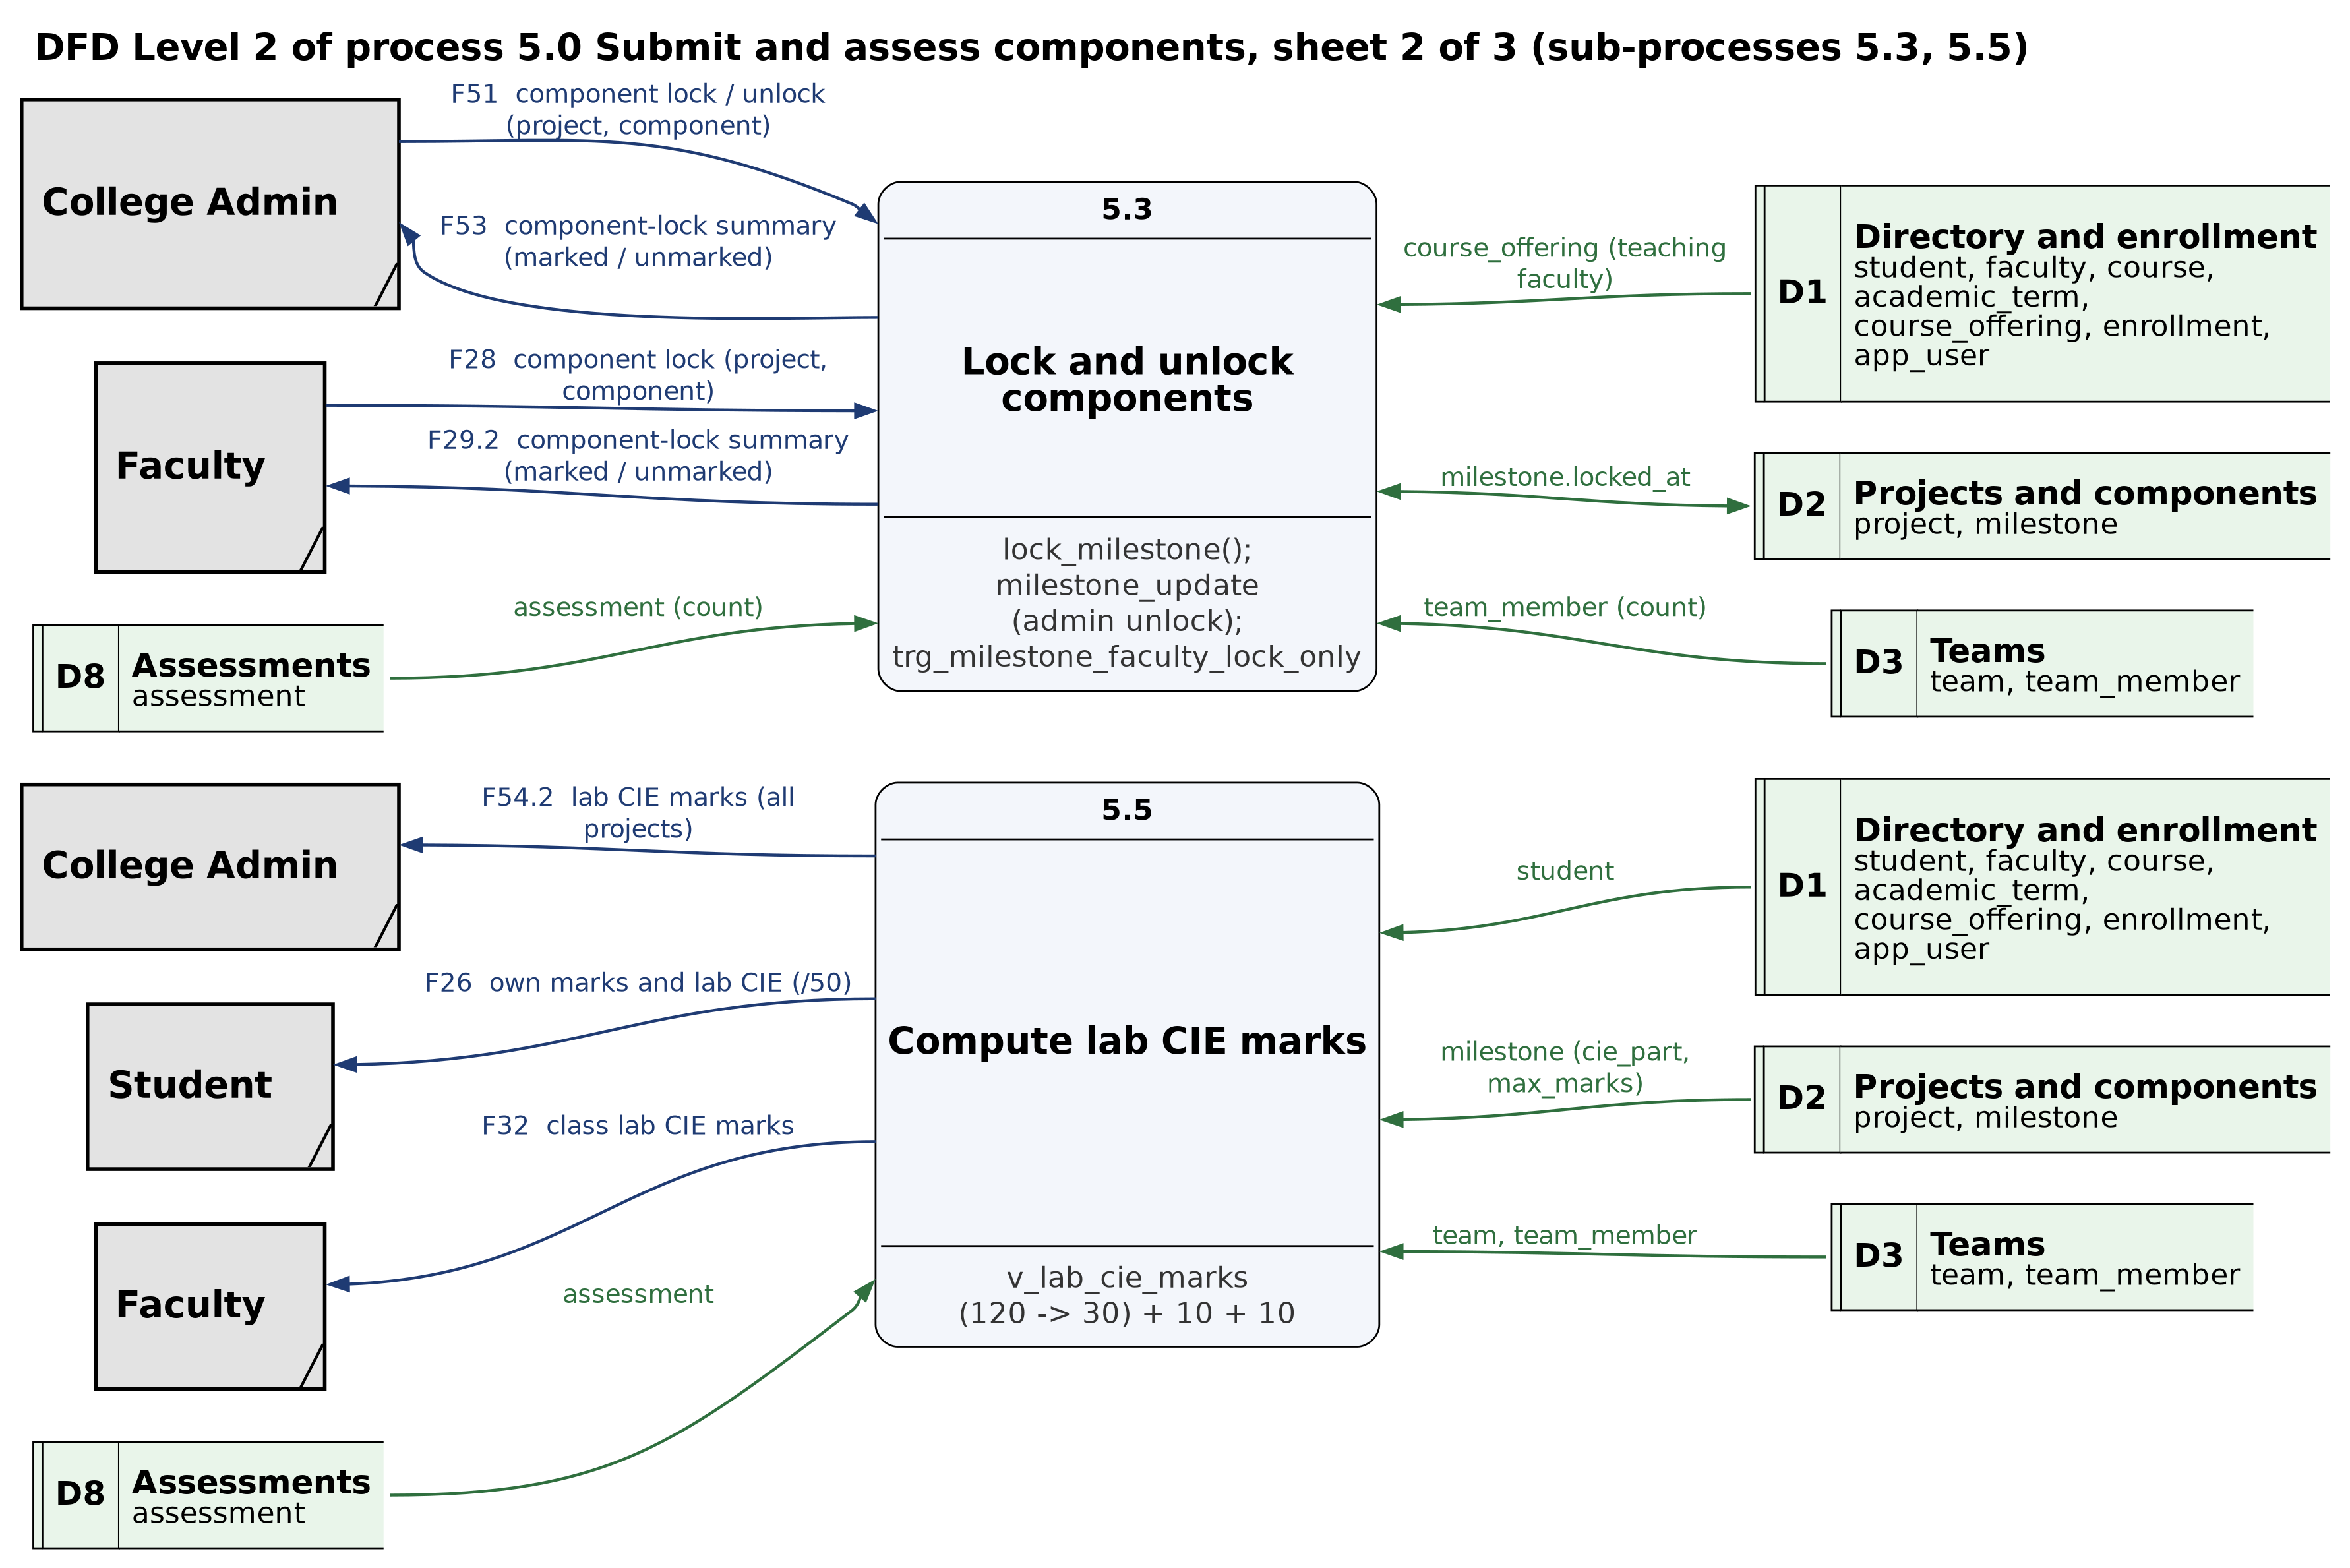 DFD Level 2 of process 5.0 Submit and assess components, sheet 2 of 3 (sub-processes 5.3, 5.5)
College Admin
F51 component lock / unlock
(project, component)
F53 component-lock summary
(marked / unmarked)
Faculty
F28 component lock (project,
component)
F29.2 component-lock summary
(marked / unmarked)
D8
Assessments
assessment
assessment (count)
5.3
Lock and unlock
components
lock_milestone();
milestone_update
(admin unlock);
trg_milestone_faculty_lock_only
course_offering (teaching
faculty)
D1
Directory and enrollment
student, faculty, course,
academic_term,
course_offering, enrollment,
app_user
milestone.locked_at
D2
Projects and components
project, milestone
team_member (count)
D3
Teams
team, team_member
College Admin
F54.2 lab CIE marks (all
projects)
Student
F26 own marks and lab CIE (/50)
Faculty
F32 class lab CIE marks
D8
Assessments
assessment
assessment
5.5
Compute lab CIE marks
v_lab_cie_marks
(120 -> 30) + 10 + 10
student
D1
Directory and enrollment
student, faculty, course,
academic_term,
course_offering, enrollment,
app_user
milestone (cie_part,
max_marks)
D2
Projects and components
project, milestone
team, team_member
D3
Teams
team, team_member